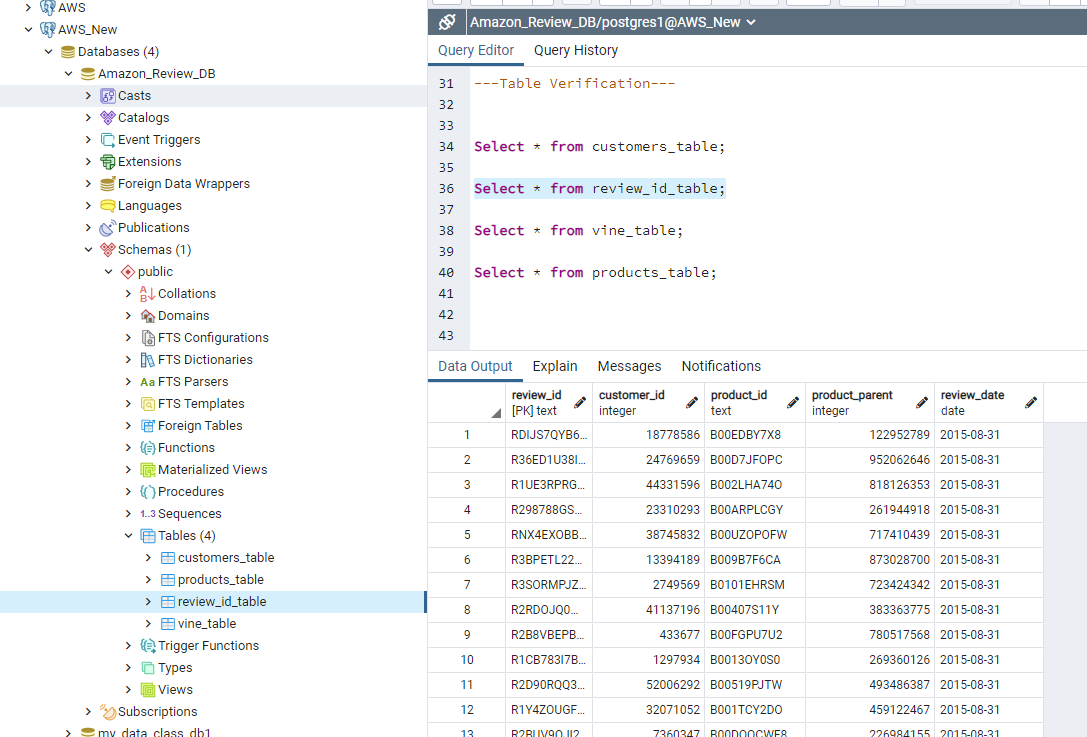 AWS
AWS_New
Databases (4)
Amazon_Review_DB
Casts
Catalogs
Event Triggers
Extensions
Foreign Data Wrappers
Languages
Publications
Schemas (1)
public
Collations
Domains
FTS Configurations
FTS Dictionaries
Aa FTS Parsers
FTS Templates
Foreign Tables
Functions
Materialized Views
Procedures
1..3 Sequences
Tables (4)
customers_table
products_table
review_id_table
vine_table
Trigger Functions
Types
Views
Subscriptions
my_data_class_db1
Amazon_Review_DB/postgres1@AWS_New
Query Editor Query History
31 ---Table Verification---
32
33
34 Select * from customers_table;
35
36 Select * from review_id_table;
37
38 Select * from vine_table;
39
40 Select * from products_table;
41
42
43
Data Output Explain Messages Notifications
review_id customer_id product_id product_parent review_date
[PK] text integer text integer date
1 RDIJS7QYB6... 18778586 B00EDBY7X8 122952789 2015-08-31
2 R36ED1U38I... 24769659 B00D7JFOPC 952062646 2015-08-31
3 R1UE3RPRG... 44331596 B002LHA74O 818126353 2015-08-31
4 R298788GS... 23310293 B00ARPLCGY 261944918 2015-08-31
5 RNX4EXOBB... 38745832 B00UZOPOFW 717410439 2015-08-31
6 R3BPETL22... 13394189 B009B7F6CA 873028700 2015-08-31
7 R3SORMPJZ... 2749569 B0101EHRSM 723424342 2015-08-31
8 R2RDOJQ0... 41137196 B00407S11Y 383363775 2015-08-31
9 R2B8VBEPB... 433677 B00FGPU7U2 780517568 2015-08-31
10 R1CB783I7B... 1297934 B0013OY0S0 269360126 2015-08-31
11 R2D90RQQ3... 52006292 B00519PJTW 493486387 2015-08-31
12 R1Y4ZOUGF... 32071052 B001TCY2DO 459122467 2015-08-31
13 R2BUV9QJI2... 7360347 B00DOQCWF8 226984155 2015-08-31